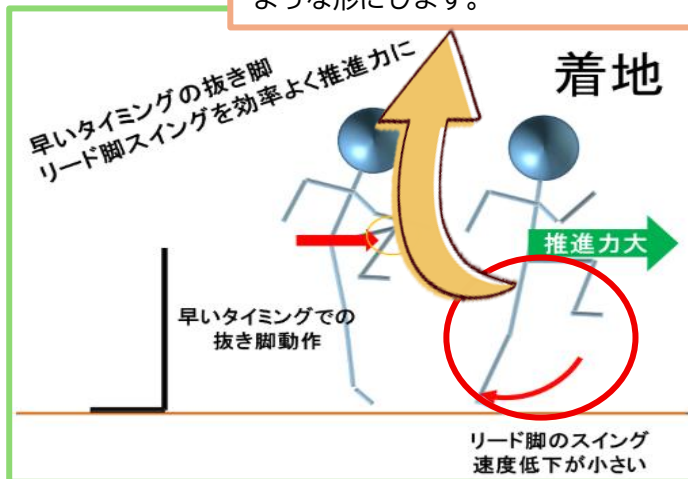 ような形にします。
早いタイミングの抜き脚
リード脚スイングを効率よく推進力に
着地
推進力大
早いタイミングでの
抜き脚動作
リード脚のスイング
速度低下が小さい